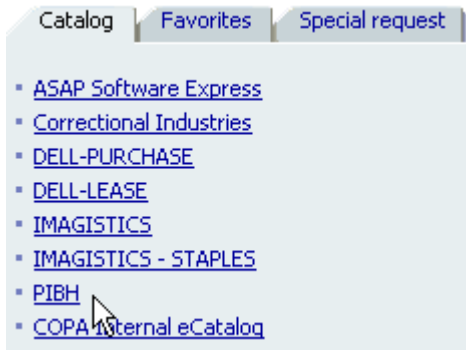 Catalog Favorites Special request
ASAP Software Express
Correctional Industries
DELL-PURCHASE
DELL-LEASE
IMAGISTICS
IMAGISTICS - STAPLES
PIBH
COPA Internal eCatalog